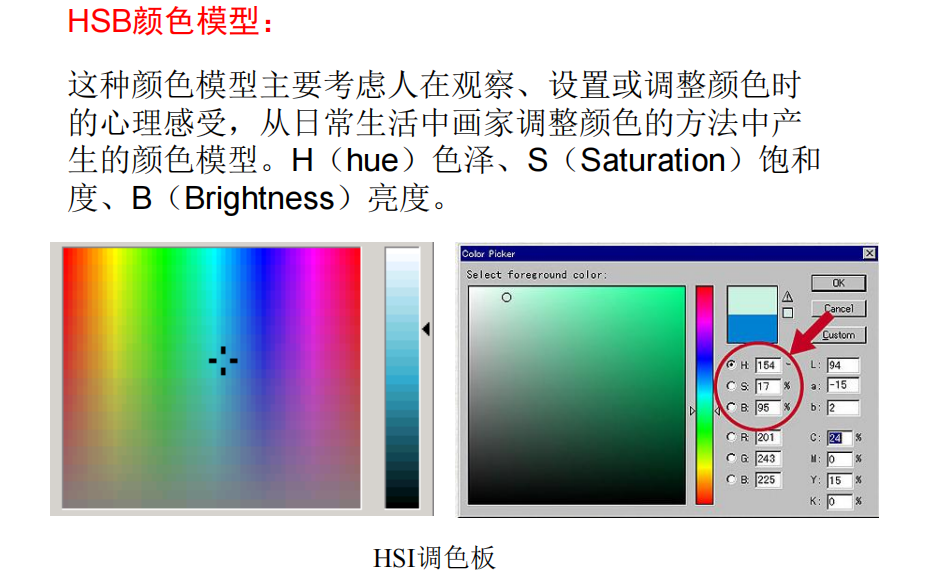 HSB颜色模型：
这种颜色模型主要考虑人在观察、设置或调整颜色时
的心理感受，从日常生活中画家调整颜色的方法中产
生的颜色模型。H（hue）色泽、S（Saturation）饱和
度、B（Brightness）亮度。
Color Picker
Select foreground color:
OK
Cancel
Custom
H: 154 ° L: 94
S: 17 % a: -15
B: 95 % b: 2
R: 201 C: 24 %
G: 243 M: 0 %
B: 225 Y: 15 %
K: 0 %
HSI调色板